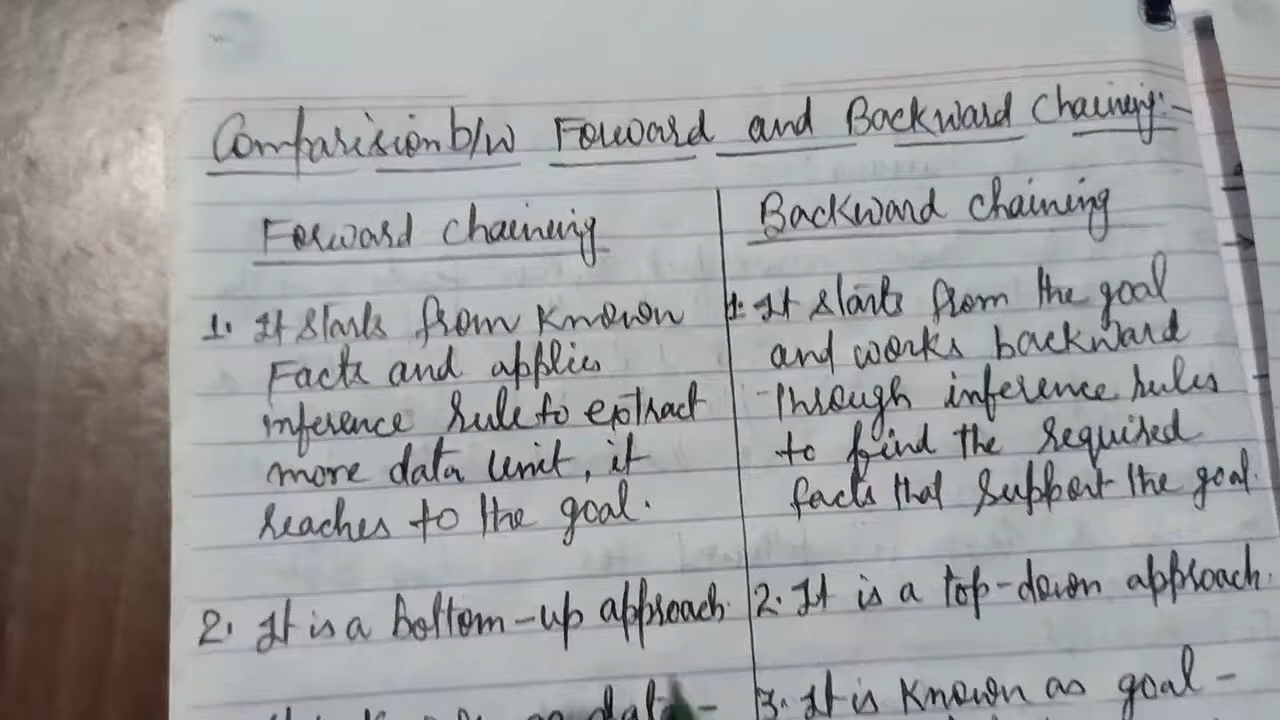 Comparision b/w Forward and Backward Chaining:-
Forward Chaining
1. It starts from Known
Facts and applies
inference rule to extract
more data unit, it
reaches to the goal.
2. It is a bottom-up approach.
Backward Chaining
1. It starts from the goal
and works backward
through inference rules
to find the required
facts that support the goal.
2. It is a top-down approach.
3. It is Known as goal-